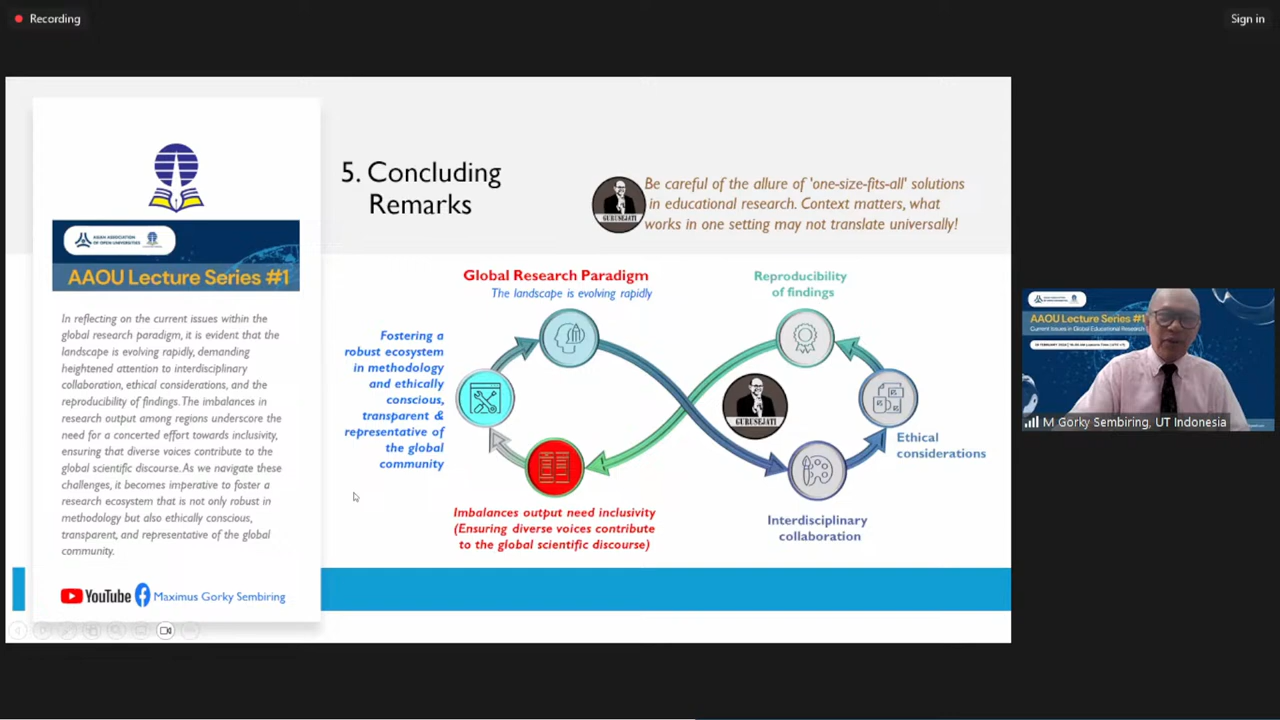 Recording
Sign in
ASIAN ASSOCIATION
OF OPEN UNIVERSITIES
AAOU Lecture Series #1
In reflecting on the current issues within the
global research paradigm, it is evident that the
landscape is evolving rapidly, demanding
heightened attention to interdisciplinary
collaboration, ethical considerations, and the
reproducibility of findings. The imbalances in
research output among regions underscore the
need for a concerted effort towards inclusivity,
ensuring that diverse voices contribute to the
global scientific discourse. As we navigate these
challenges, it becomes imperative to foster a
research ecosystem that is not only robust in
methodology but also ethically conscious,
transparent, and representative of the global
community.
YouTube
Maximus Gorky Sembiring
5. Concluding
Remarks
GURUSEJATI
Be careful of the allure of 'one-size-fits-all' solutions
in educational research. Context matters, what
works in one setting may not translate universally!
Global Research Paradigm
The landscape is evolving rapidly
Reproducibility
of findings
Fostering a
robust ecosystem
in methodology
and ethically
conscious,
transparent &
representative of
the global
community
GURUSEJATI
Ethical
considerations
Imbalances output need inclusivity
(Ensuring diverse voices contribute
to the global scientific discourse)
Interdisciplinary
collaboration
AAOU Lecture Series #1
Current Issues in Global Educational Research
M Gorky Sembiring, UT Indonesia